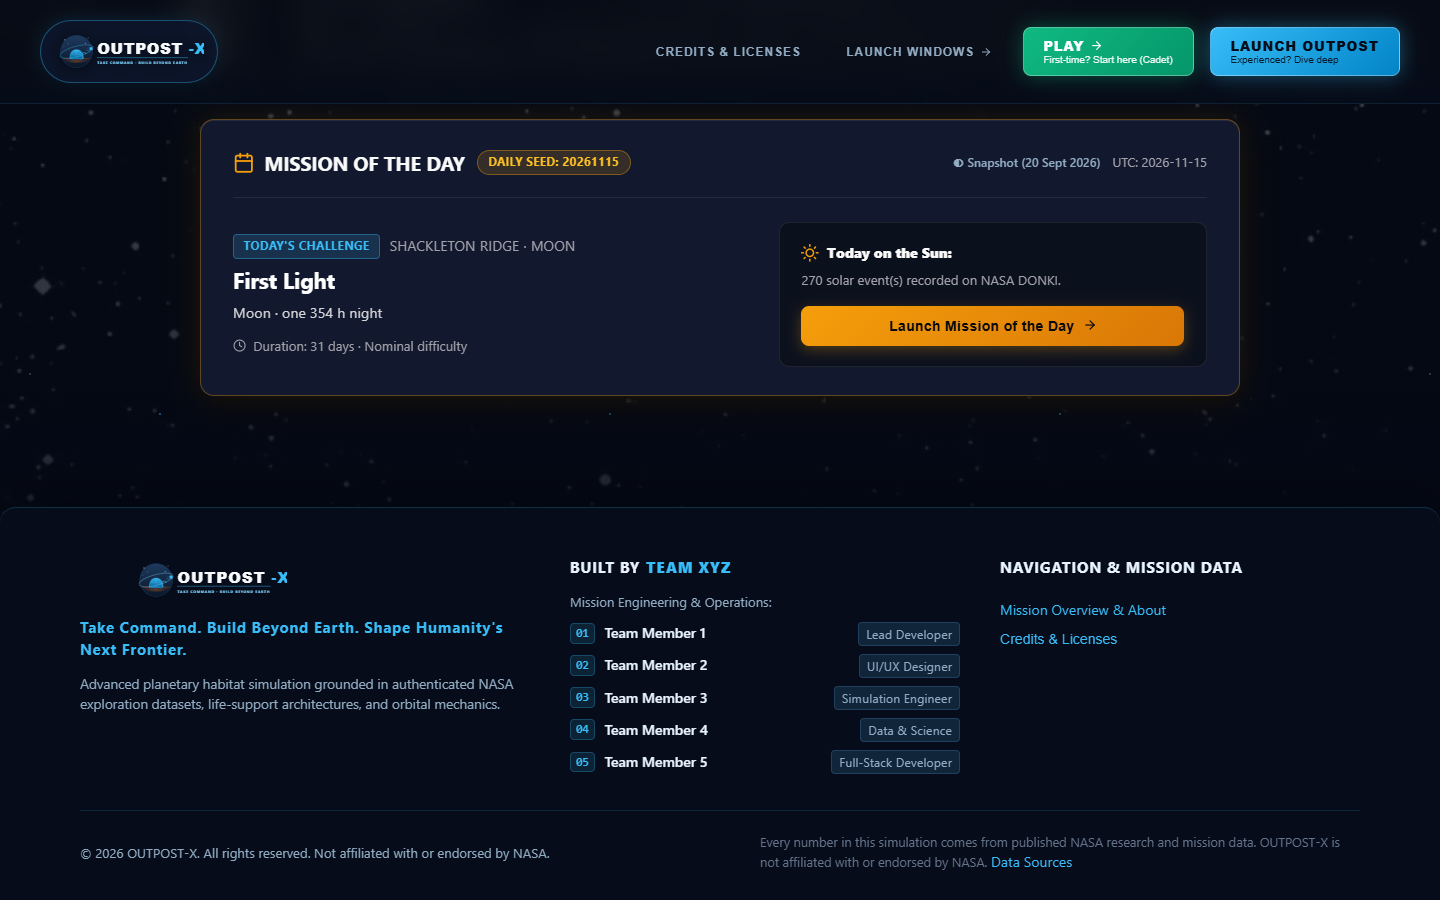 OUTPOST -X
TAKE COMMAND · BUILD BEYOND EARTH
CREDITS & LICENSES
LAUNCH WINDOWS →
PLAY →
First-time? Start here (Cadet)
LAUNCH OUTPOST
Experienced? Dive deep
MISSION OF THE DAY
DAILY SEED: 20261115
◐ Snapshot (20 Sept 2026)
UTC: 2026-11-15
TODAY'S CHALLENGE
SHACKLETON RIDGE · MOON
First Light
Moon · one 354 h night
Duration: 31 days · Nominal difficulty
Today on the Sun:
270 solar event(s) recorded on NASA DONKI.
Launch Mission of the Day →
OUTPOST -X
TAKE COMMAND · BUILD BEYOND EARTH
Take Command. Build Beyond Earth. Shape Humanity's
Next Frontier.
Advanced planetary habitat simulation grounded in authenticated NASA
exploration datasets, life-support architectures, and orbital mechanics.
BUILT BY TEAM XYZ
Mission Engineering & Operations:
01 Team Member 1 Lead Developer
02 Team Member 2 UI/UX Designer
03 Team Member 3 Simulation Engineer
04 Team Member 4 Data & Science
05 Team Member 5 Full-Stack Developer
NAVIGATION & MISSION DATA
Mission Overview & About
Credits & Licenses
© 2026 OUTPOST-X. All rights reserved. Not affiliated with or endorsed by NASA.
Every number in this simulation comes from published NASA research and mission data. OUTPOST-X is
not affiliated with or endorsed by NASA. Data Sources